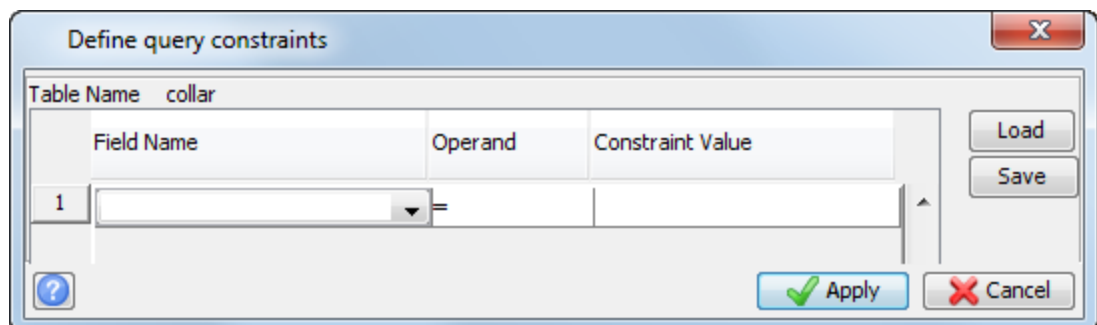 Define query constraints
Table Name collar
Field Name Operand Constraint Value
Load
Save
1 =
? Apply Cancel